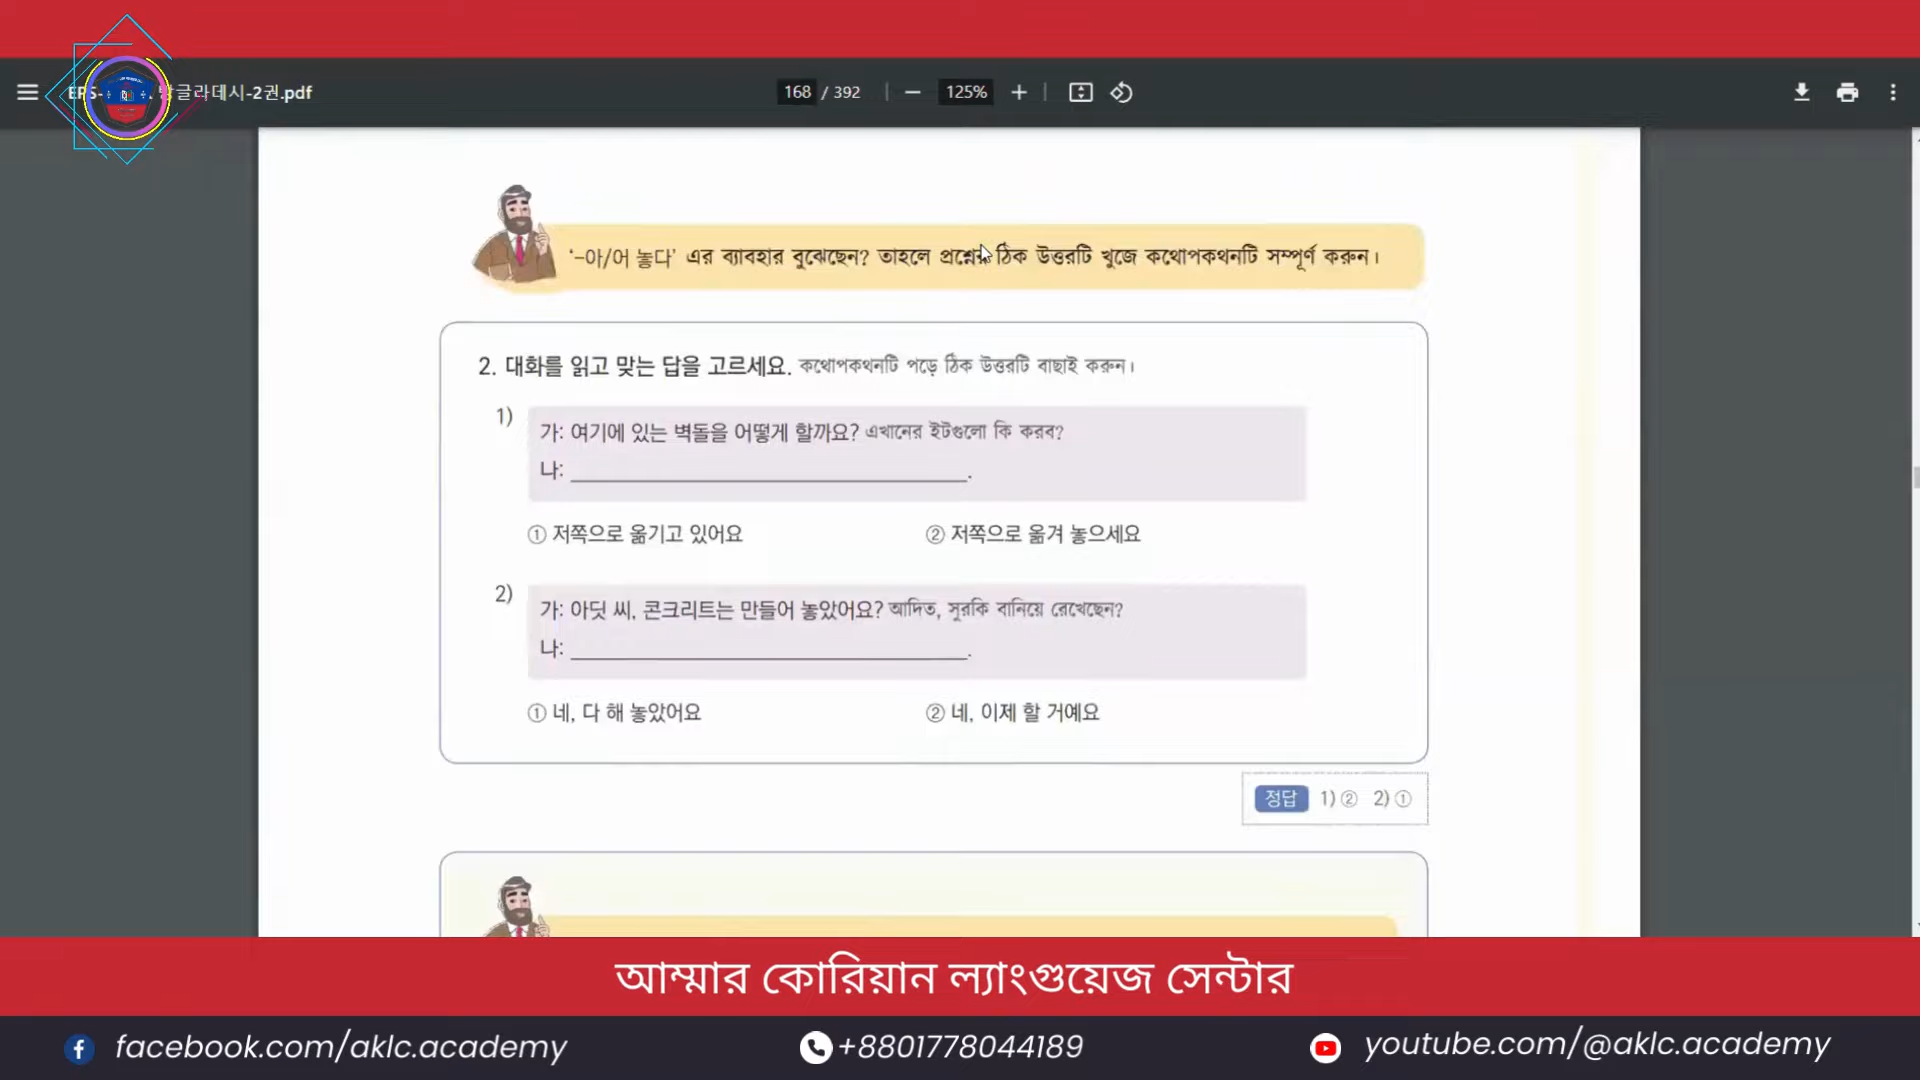 방글라데시-2권.pdf
168 / 392
125%
'-아/어 놓다' এর ব্যাবহার বুঝেছেন? তাহলে প্রশ্নের ঠিক উত্তরটি খুজে কথোপকথনটি সম্পূর্ণ করুন।
2. 대화를 읽고 맞는 답을 고르세요. কথোপকথনটি পড়ে ঠিক উত্তরটি বাছাই করুন।
1)
가: 여기에 있는 벽돌을 어떻게 할까요? এখানের ইটগুলো কি করব?
나: ____________________.
① 저쪽으로 옮기고 있어요 ② 저쪽으로 옮겨 놓으세요
2)
가: 아딧 씨, 콘크리트는 만들어 놓았어요? আদিত, সুরকি বানিয়ে রেখেছেন?
나: ____________________.
① 네, 다 해 놓았어요 ② 네, 이제 할 거예요
정답 1) ② 2) ①
আম্মার কোরিয়ান ল্যাংগুয়েজ সেন্টার
facebook.com/aklc.academy +8801778044189 youtube.com/@aklc.academy